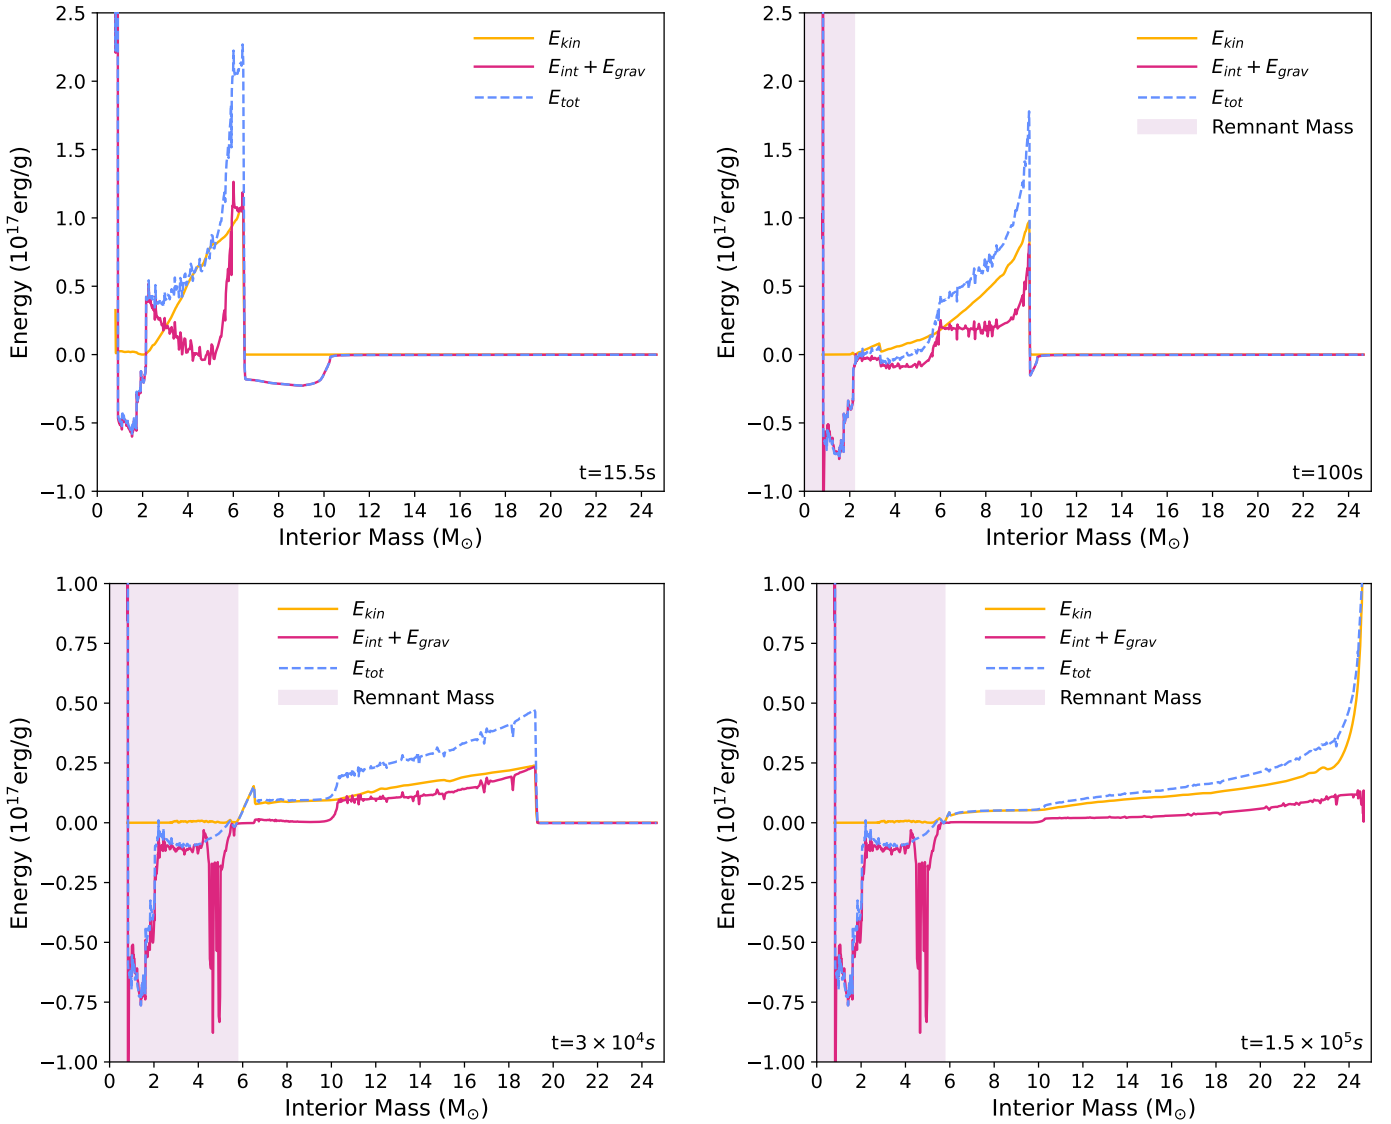 2.5
2.0
1.5
1.0
0.5
0.0
−0.5
−1.0
Energy (10¹⁷erg/g)
E_kin
E_int + E_grav
E_tot
t=15.5s
0 2 4 6 8 10 12 14 16 18 20 22 24
Interior Mass (M☉)
2.5
2.0
1.5
1.0
0.5
0.0
−0.5
−1.0
Energy (10¹⁷erg/g)
E_kin
E_int + E_grav
E_tot
Remnant Mass
t=100s
0 2 4 6 8 10 12 14 16 18 20 22 24
Interior Mass (M☉)
1.00
0.75
0.50
0.25
0.00
−0.25
−0.50
−0.75
−1.00
Energy (10¹⁷erg/g)
E_kin
E_int + E_grav
E_tot
Remnant Mass
t=3 × 10⁴s
0 2 4 6 8 10 12 14 16 18 20 22 24
Interior Mass (M☉)
1.00
0.75
0.50
0.25
0.00
−0.25
−0.50
−0.75
−1.00
Energy (10¹⁷erg/g)
E_kin
E_int + E_grav
E_tot
Remnant Mass
t=1.5 × 10⁵s
0 2 4 6 8 10 12 14 16 18 20 22 24
Interior Mass (M☉)